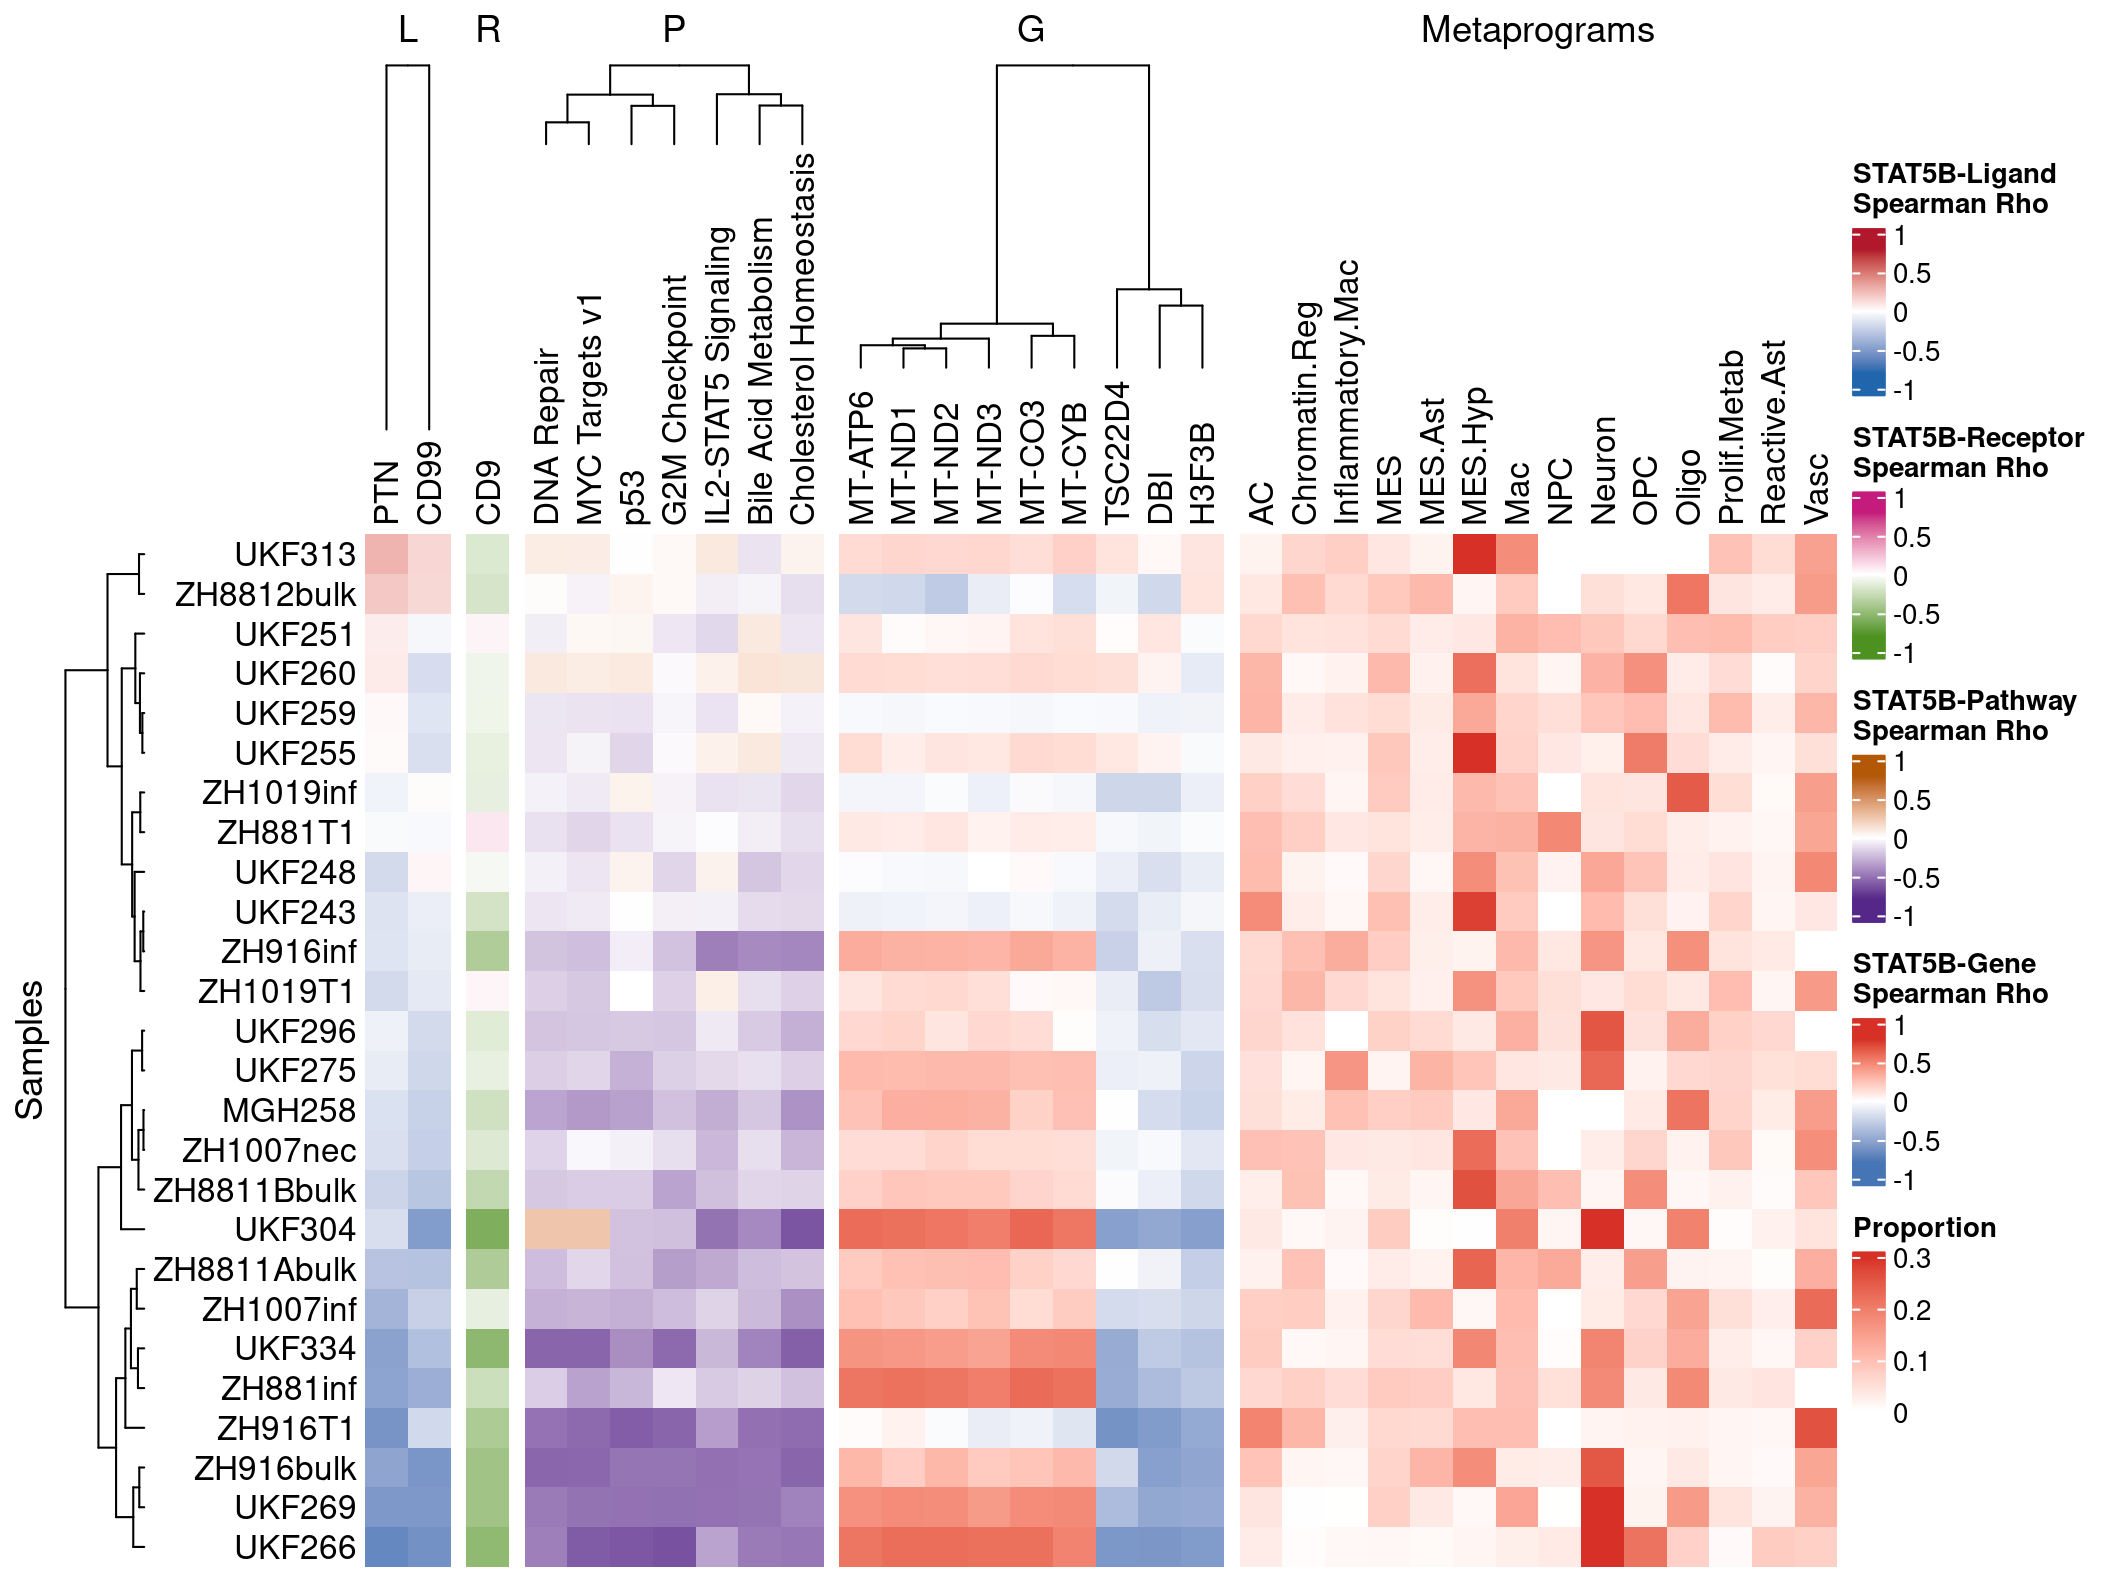 L
R
P
G
Metaprograms
PTN
CD99
CD9
DNA Repair
MYC Targets v1
p53
G2M Checkpoint
IL2-STAT5 Signaling
Bile Acid Metabolism
Cholesterol Homeostasis
MT-ATP6
MT-ND1
MT-ND2
MT-ND3
MT-CO3
MT-CYB
TSC22D4
DBI
H3F3B
AC
Chromatin.Reg
Inflammatory.Mac
MES
MES.Ast
MES.Hyp
Mac
NPC
Neuron
OPC
Oligo
Prolif.Metab
Reactive.Ast
Vasc
Samples
UKF313
ZH8812bulk
UKF251
UKF260
UKF259
UKF255
ZH1019inf
ZH881T1
UKF248
UKF243
ZH916inf
ZH1019T1
UKF296
UKF275
MGH258
ZH1007nec
ZH8811Bbulk
UKF304
ZH8811Abulk
ZH1007inf
UKF334
ZH881inf
ZH916T1
ZH916bulk
UKF269
UKF266
STAT5B-Ligand
Spearman Rho
1
0.5
0
-0.5
-1
STAT5B-Receptor
Spearman Rho
1
0.5
0
-0.5
-1
STAT5B-Pathway
Spearman Rho
1
0.5
0
-0.5
-1
STAT5B-Gene
Spearman Rho
1
0.5
0
-0.5
-1
Proportion
0.3
0.2
0.1
0